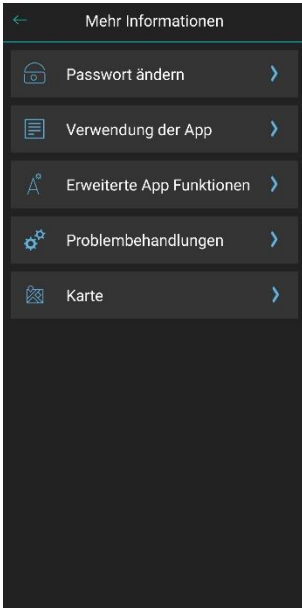 Mehr Informationen
Passwort ändern
Verwendung der App
Erweiterte App Funktionen
Problembehandlungen
Karte